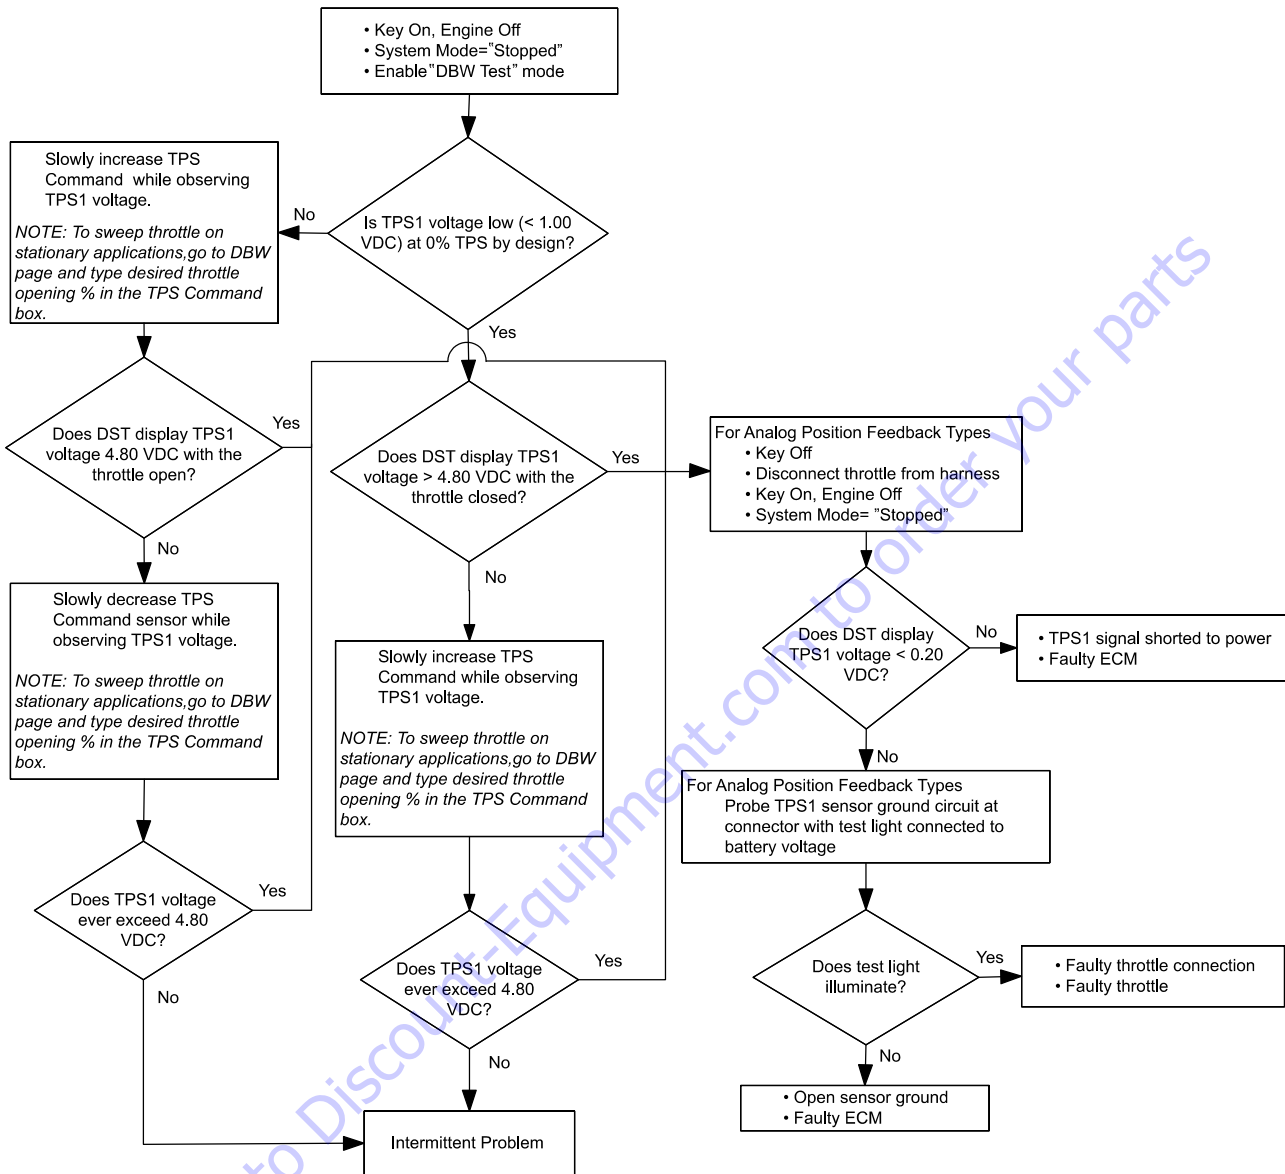 • Key On, Engine Off
• System Mode="Stopped"
• Enable "DBW Test" mode
Slowly increase TPS
Command while observing
TPS1 voltage.
NOTE: To sweep throttle on
stationary applications,go to DBW
page and type desired throttle
opening % in the TPS Command
box.
No
Is TPS1 voltage low (< 1.00
VDC) at 0% TPS by design?
Yes
Does DST display TPS1
voltage 4.80 VDC with the
throttle open?
Yes
No
Does DST display TPS1
voltage > 4.80 VDC with the
throttle closed?
Yes
No
For Analog Position Feedback Types
• Key Off
• Disconnect throttle from harness
• Key On, Engine Off
• System Mode= "Stopped"
Slowly decrease TPS
Command sensor while
observing TPS1 voltage.
NOTE: To sweep throttle on
stationary applications,go to DBW
page and type desired throttle
opening % in the TPS Command
box.
Slowly increase TPS
Command while observing
TPS1 voltage.
NOTE: To sweep throttle on
stationary applications,go to DBW
page and type desired throttle
opening % in the TPS Command
box.
Does DST display
TPS1 voltage < 0.20
VDC?
No
• TPS1 signal shorted to power
• Faulty ECM
No
For Analog Position Feedback Types
Probe TPS1 sensor ground circuit at
connector with test light connected to
battery voltage
Does TPS1 voltage
ever exceed 4.80
VDC?
Yes
No
Does TPS1 voltage
ever exceed 4.80
VDC?
Yes
No
Does test light
illuminate?
Yes
• Faulty throttle connection
• Faulty throttle
No
• Open sensor ground
• Faulty ECM
Intermittent Problem
to Discount-Equipment.com to order your parts